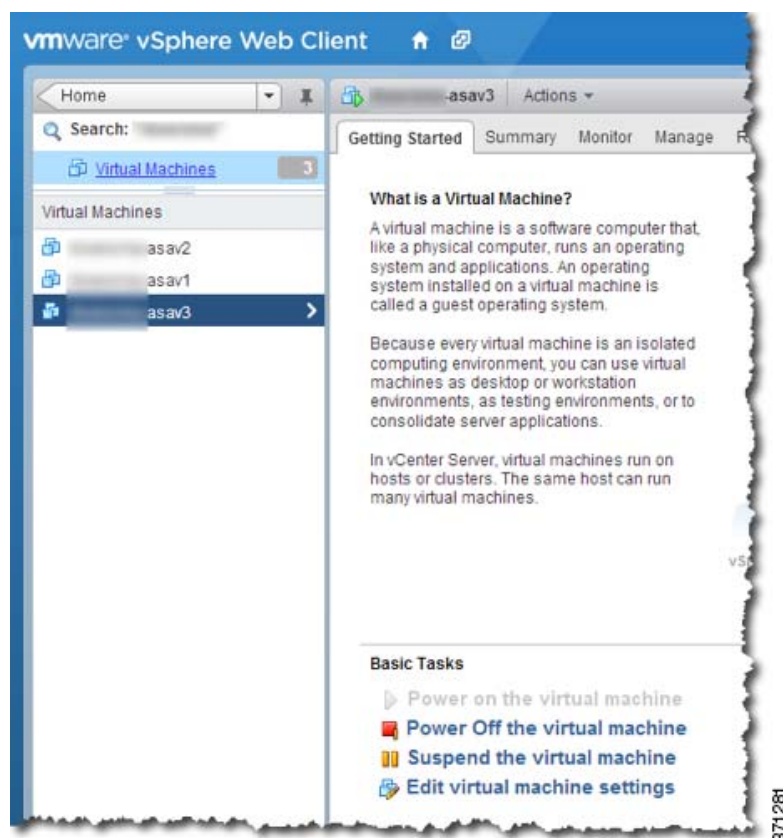 vmware® vSphere Web Client
Home
Search:
Virtual Machines 3
Virtual Machines
asav2
asav1
asav3
-asav3 Actions
Getting Started Summary Monitor Manage R
What is a Virtual Machine?
A virtual machine is a software computer that,
like a physical computer, runs an operating
system and applications. An operating
system installed on a virtual machine is
called a guest operating system.
Because every virtual machine is an isolated
computing environment, you can use virtual
machines as desktop or workstation
environments, as testing environments, or to
consolidate server applications.
In vCenter Server, virtual machines run on
hosts or clusters. The same host can run
many virtual machines.
vS
Basic Tasks
Power on the virtual machine
Power Off the virtual machine
Suspend the virtual machine
Edit virtual machine settings
371281